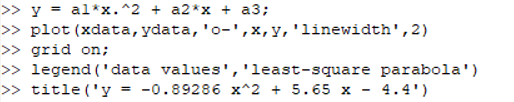 >> y = a1*x.^2 + a2*x + a3;
>> plot(xdata,ydata,'o-',x,y,'linewidth',2)
>> grid on;
>> legend('data values','least-square parabola')
>> title('y = -0.89286 x^2 + 5.65 x - 4.4')